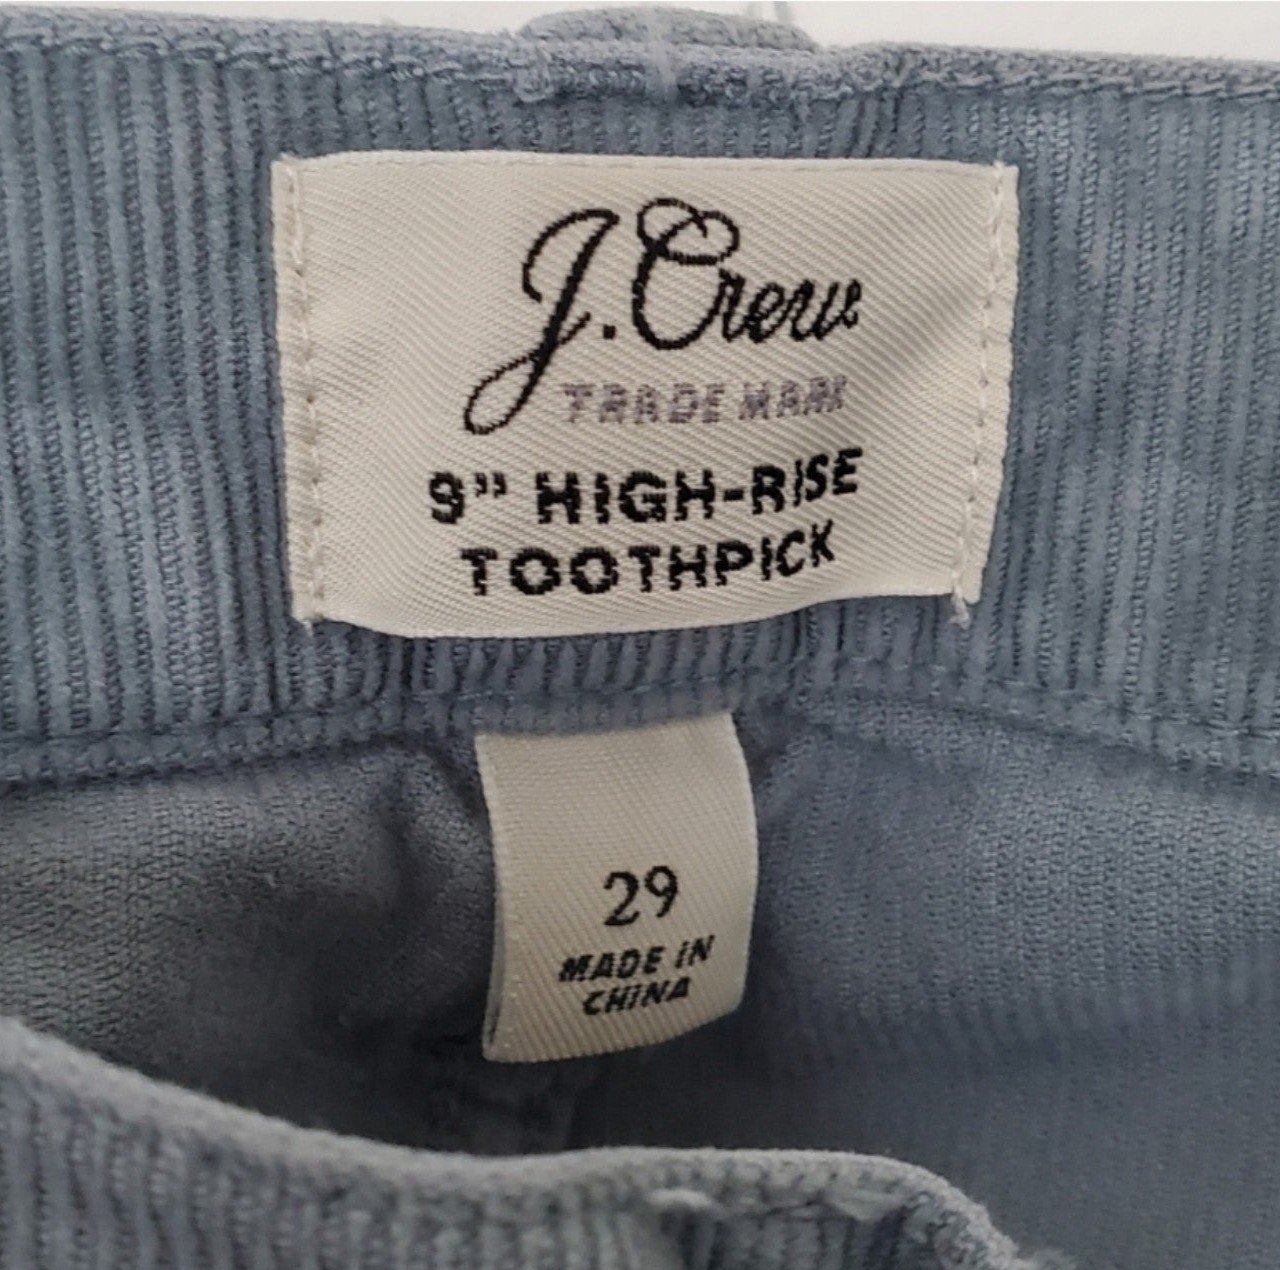 J.Crew
TRADE MARK
9" HIGH-RISE
TOOTHPICK
29
MADE IN
CHINA